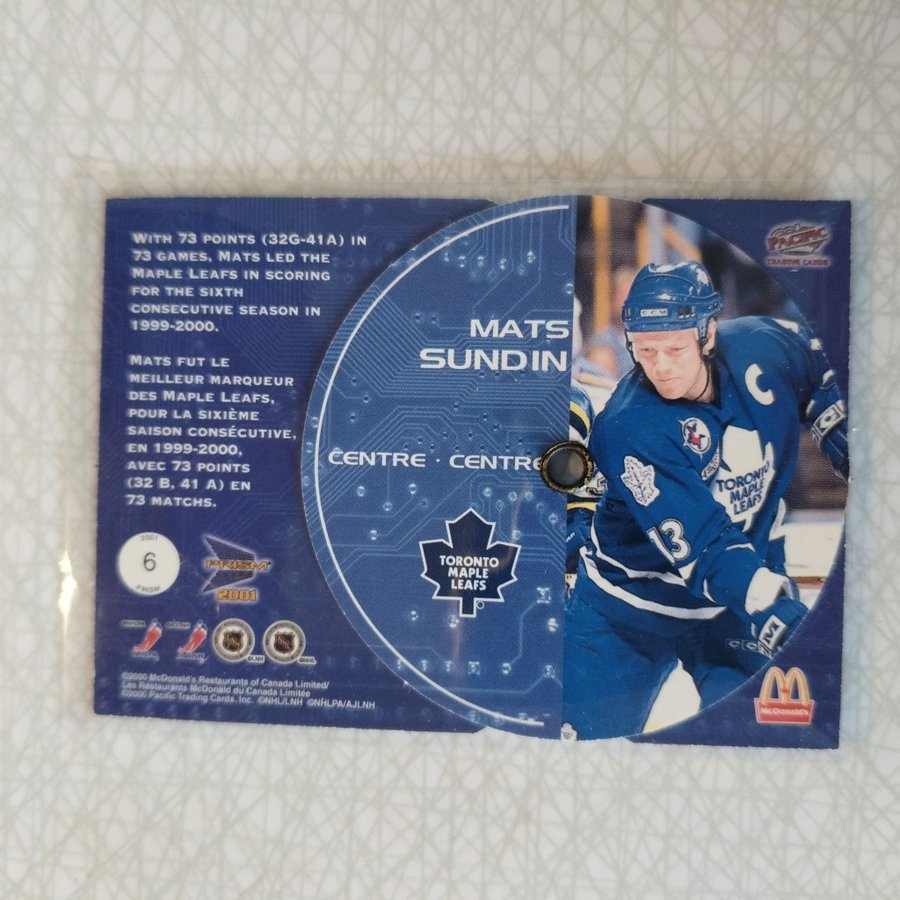 WITH 73 POINTS (32G-41A) IN
73 GAMES, MATS LED THE
MAPLE LEAFS IN SCORING
FOR THE SIXTH
CONSECUTIVE SEASON IN
1999-2000.
MATS FUT LE
MEILLEUR MARQUEUR
DES MAPLE LEAFS,
POUR LA SIXIÈME
SAISON CONSÉCUTIVE,
EN 1999-2000,
AVEC 73 POINTS
(32 B, 41 A) EN
73 MATCHS.
MATS
SUNDIN
CENTRE · CENTRE
TORONTO
MAPLE
LEAFS
PACIFIC
TRADING CARDS
C
TORONTO
MAPLE
LEAFS
13
6
PRISM
PRISM
2001
©2000 McDonald's Restaurants of Canada Limited/
Les Restaurants McDonald du Canada Limitée
©2000 Pacific Trading Cards, Inc. ©NHL/LNH ©NHLPA/AJLNH
McDonald's